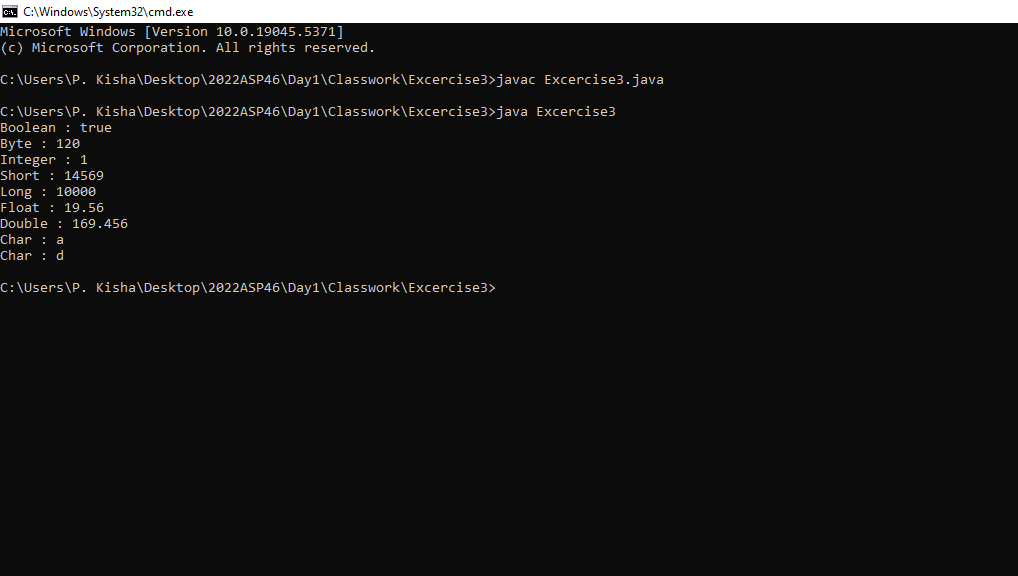 C:\Windows\System32\cmd.exe
Microsoft Windows [Version 10.0.19045.5371]
(c) Microsoft Corporation. All rights reserved.
C:\Users\P. Kisha\Desktop\2022ASP46\Day1\Classwork\Excercise3>javac Excercise3.java
C:\Users\P. Kisha\Desktop\2022ASP46\Day1\Classwork\Excercise3>java Excercise3
Boolean : true
Byte : 120
Integer : 1
Short : 14569
Long : 10000
Float : 19.56
Double : 169.456
Char : a
Char : d
C:\Users\P. Kisha\Desktop\2022ASP46\Day1\Classwork\Excercise3>